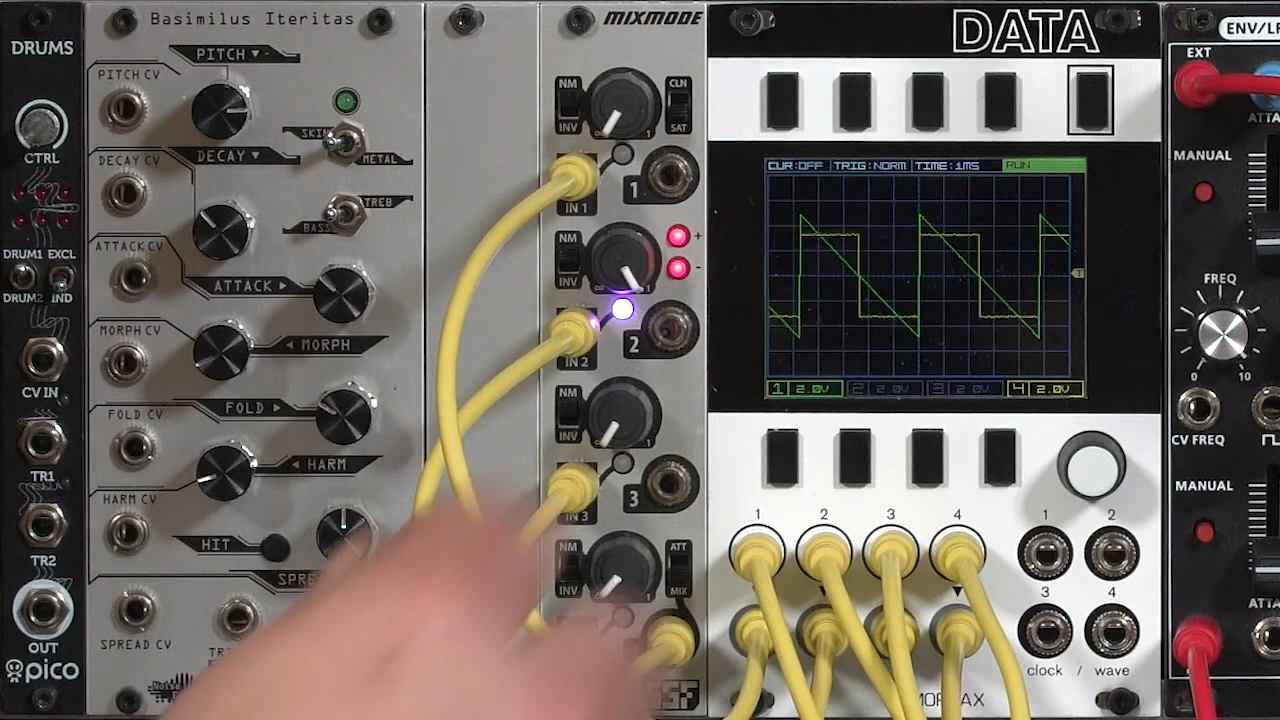 DRUMS
CTRL
DRUM1 EXCL
DRUM2 IND
CV IN
TR1
TR2
OUT
pico
Basimilus Iteritas
PITCH
PITCH CV
SKIN
METAL
DECAY CV
DECAY
TREB
BASS
ATTACK CV
ATTACK
MORPH CV
MORPH
FOLD CV
FOLD
HARM
HARM CV
HIT
SPREAD CV
MIXMODE
NM
CLN
INV
SAT
∞
1
1
IN 1
NM
+
INV
-
∞
1
2
IN 2
NM
INV
∞
1
3
IN 3
NM
ATT
INV
MIX
∞
1
DATA
CUR:OFF TRIG:NORM TIME:1MS RUN
T
1 2.0V 2 2.0V 3 2.0V 4 2.0V
1 2 3 4
1 2
3 4
clock / wave
EXT
MANUAL
FREQ
0 10
CV FREQ
MANUAL